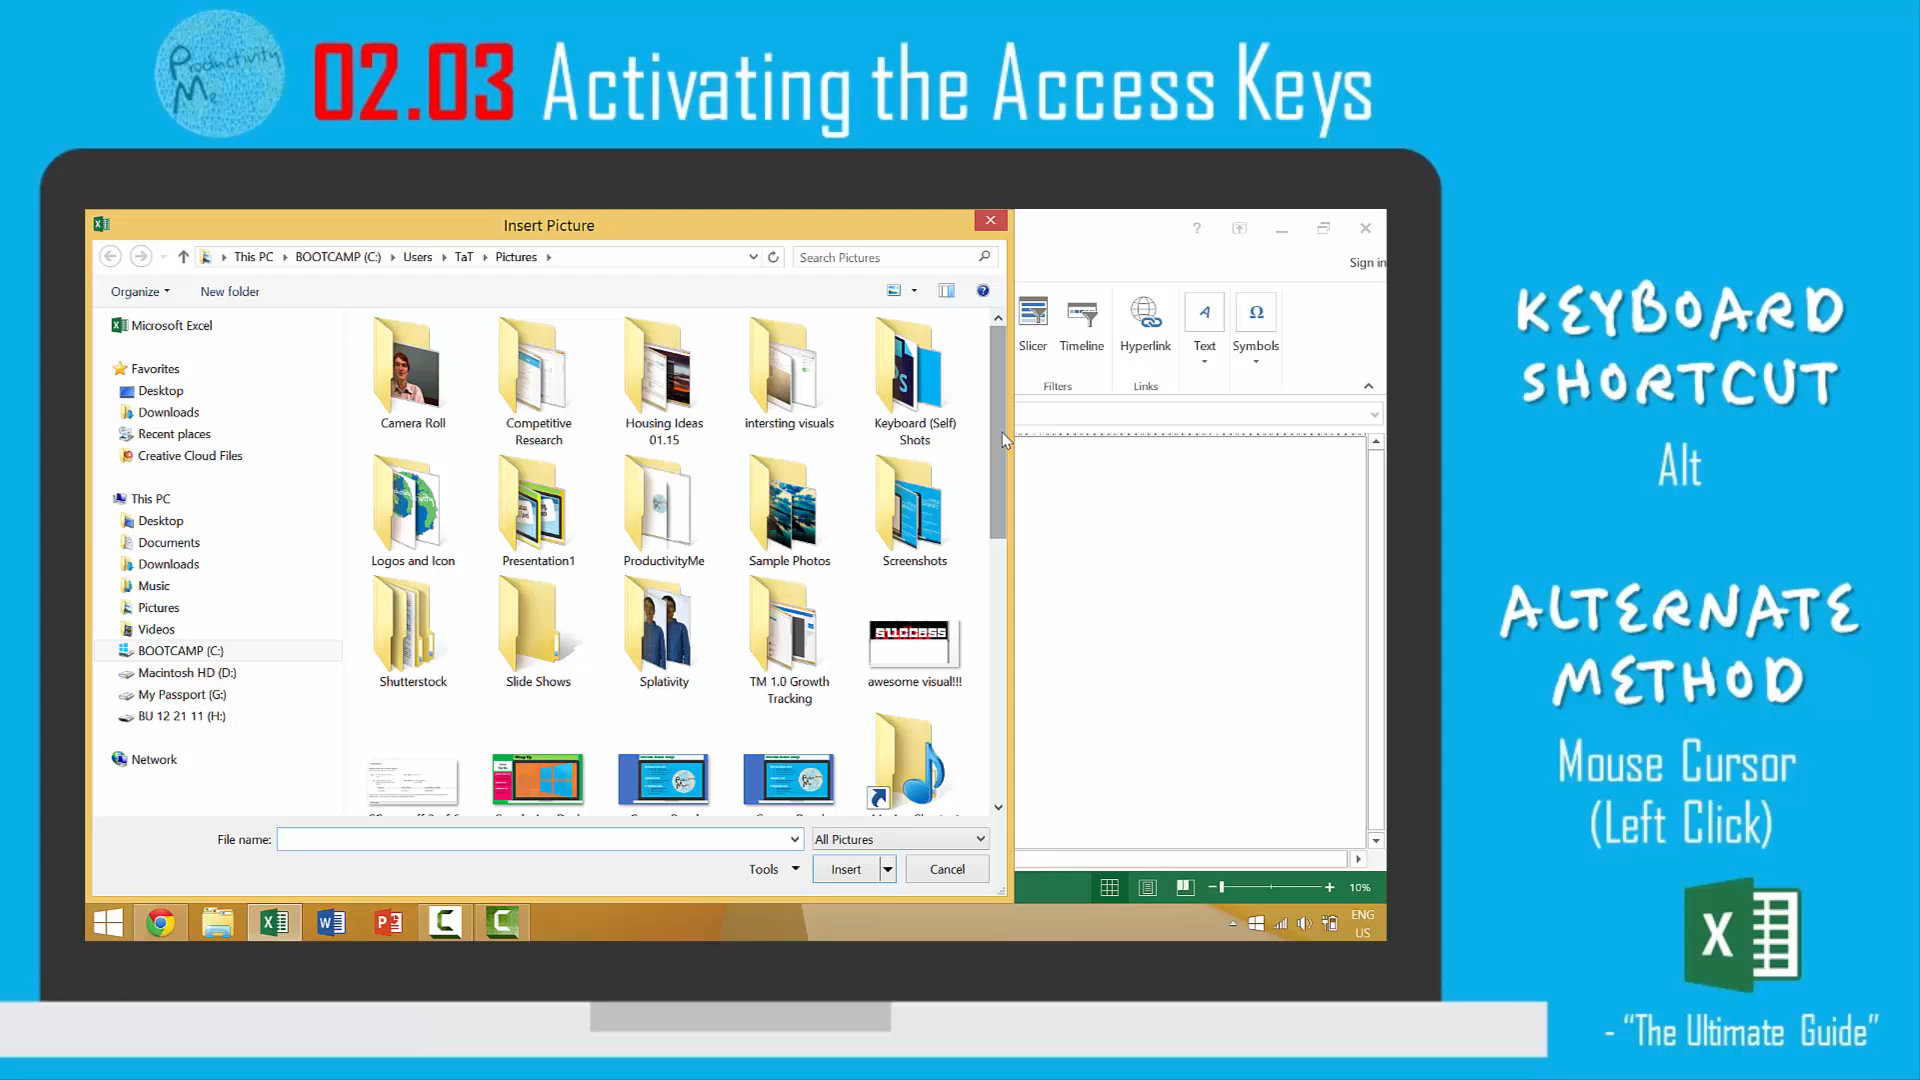 Productivity
Me
02.03 Activating the Access Keys
Insert Picture
This PC
BOOTCAMP (C:)
Users
TaT
Pictures
Search Pictures
Organize
New folder
Microsoft Excel
Favorites
Desktop
Downloads
Recent places
Creative Cloud Files
This PC
Desktop
Documents
Downloads
Music
Pictures
Videos
BOOTCAMP (C:)
Macintosh HD (D:)
My Passport (G:)
BU 12 21 11 (H:)
Network
Camera Roll
Competitive
Research
Housing Ideas
01.15
intersting visuals
Keyboard (Self)
Shots
Logos and Icon
Presentation1
ProductivityMe
Sample Photos
Screenshots
Shutterstock
Slide Shows
Splativity
TM 1.0 Growth
Tracking
success
awesome visual!!!
File name:
All Pictures
Tools
Insert
Cancel
Sign in
Slicer
Timeline
Hyperlink
Text
Symbols
Filters
Links
10%
ENG
US
KEYBOARD
SHORTCUT
Alt
ALTERNATE
METHOD
Mouse Cursor
(Left Click)
- “The Ultimate Guide”